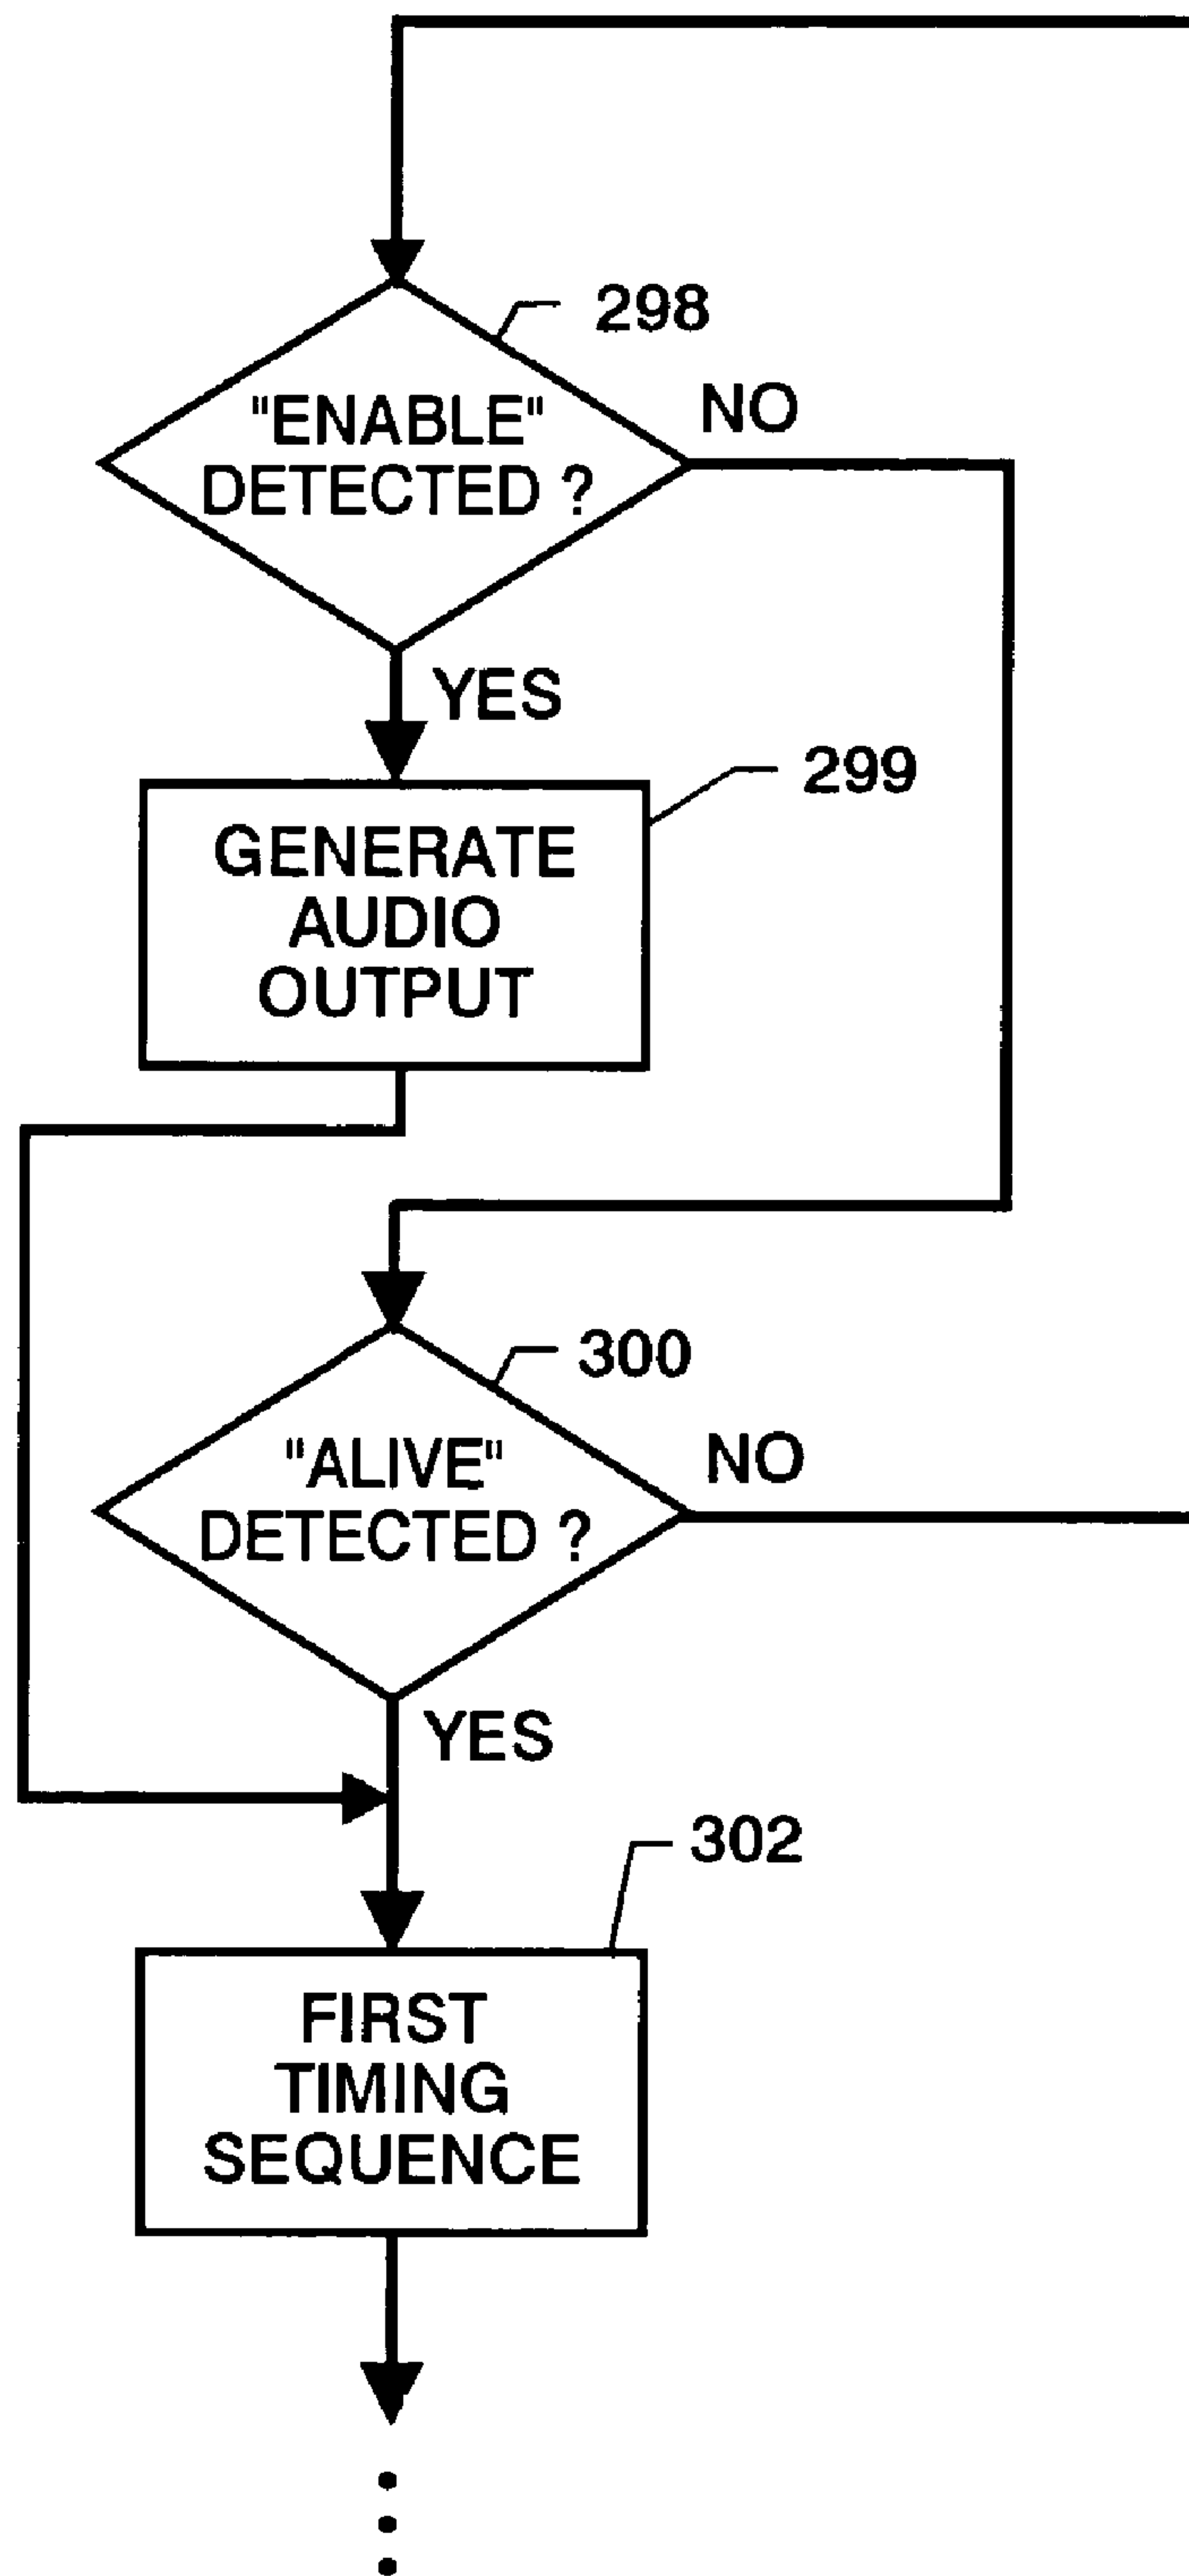 298
"ENABLE"
DETECTED ?
NO
YES
299
GENERATE
AUDIO
OUTPUT
300
"ALIVE"
DETECTED ?
NO
YES
302
FIRST
TIMING
SEQUENCE